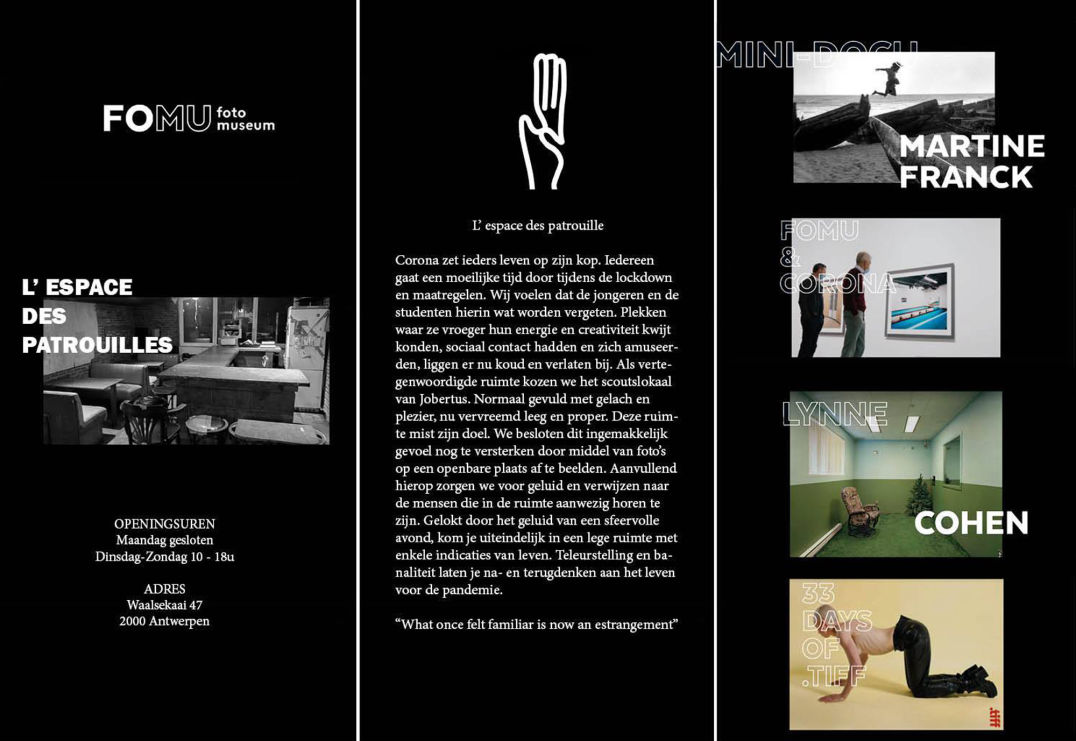 FOMU foto
museum
L' ESPACE
DES
PATROUILLES
OPENINGSUREN
Maandag gesloten
Dinsdag-Zondag 10 - 18u
ADRES
Waalsekaai 47
2000 Antwerpen
L' espace des patrouille
Corona zet ieders leven op zijn kop. Iedereen
gaat een moeilijke tijd door tijdens de lockdown
en maatregelen. Wij voelen dat de jongeren en de
studenten hierin wat worden vergeten. Plekken
waar ze vroeger hun energie en creativiteit kwijt
konden, sociaal contact hadden en zich amuseer-
den, liggen er nu koud en verlaten bij. Als verte-
genwoordigde ruimte kozen we het scoutslokaal
van Jobertus. Normaal gevuld met gelach en
plezier, nu vervreemd leeg en proper. Deze ruim-
te mist zijn doel. We besloten dit ingemakkelijk
gevoel nog te versterken door middel van foto's
op een openbare plaats af te beelden. Aanvullend
hierop zorgen we voor geluid en verwijzen naar
de mensen die in de ruimte aanwezig horen te
zijn. Gelokt door het geluid van een sfeervolle
avond, kom je uiteindelijk in een lege ruimte met
enkele indicaties van leven. Teleurstelling en ba-
naliteit laten je na- en terugdenken aan het leven
voor de pandemie.
“What once felt familiar is now an estrangement”
MINI-DOCU
MARTINE
FRANCK
FOMU
&
CORONA
LYNNE
COHEN
33
DAYS
OF
.TIFF
.tiff